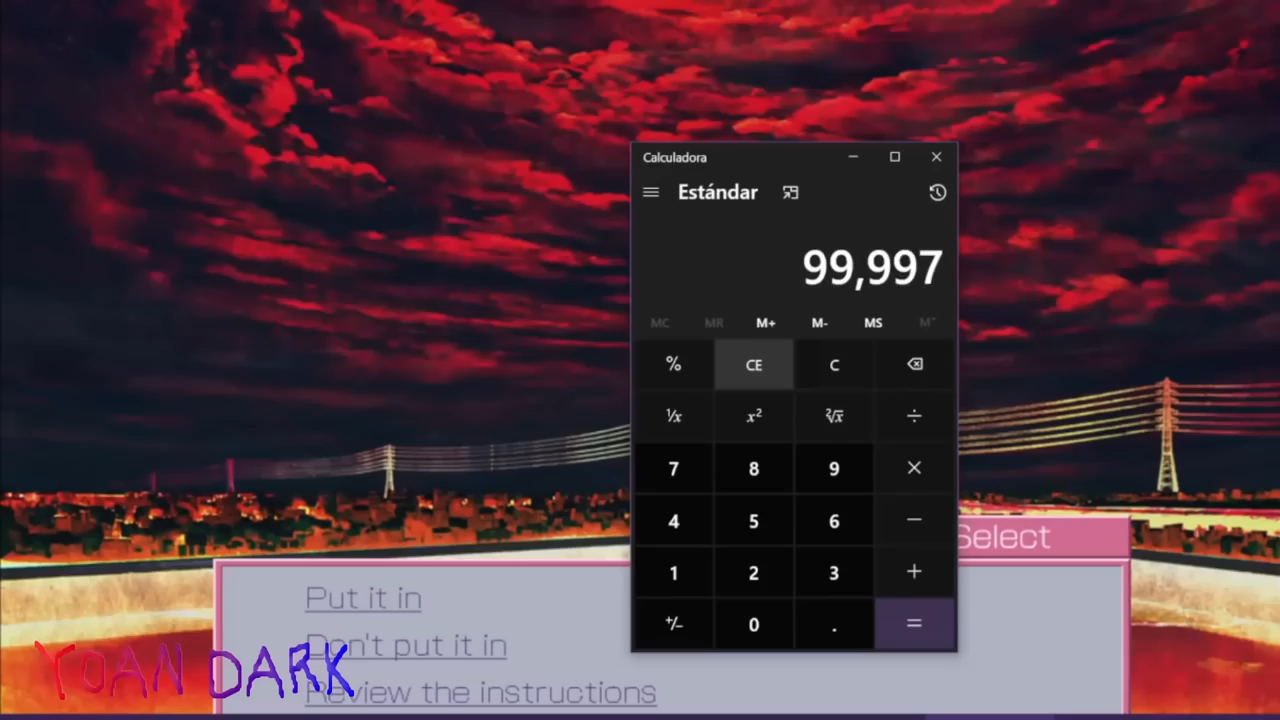 Calculadora
Estándar
99,997
MC MR M+ M- MS M˅
% CE C
⅟x x² ²√x ÷
7 8 9 ×
4 5 6 −
1 2 3 +
+/- 0 . =
Select
Put it in
Don't put it in
Review the instructions
YOAN DARK